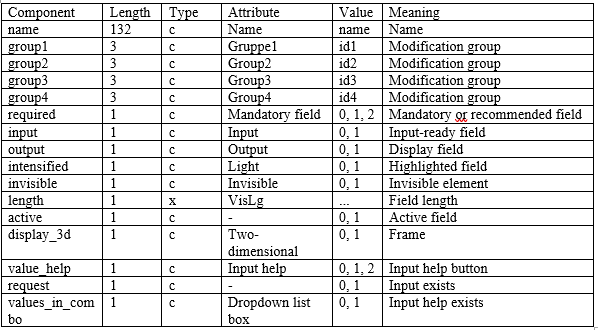 Component Length Type Attribute Value Meaning
name 132 c Name name Name
group1 3 c Gruppe1 id1 Modification group
group2 3 c Group2 id2 Modification group
group3 3 c Group3 id3 Modification group
group4 3 c Group4 id4 Modification group
required 1 c Mandatory field 0, 1, 2 Mandatory or recommended field
input 1 c Input 0, 1 Input-ready field
output 1 c Output 0, 1 Display field
intensified 1 c Light 0, 1 Highlighted field
invisible 1 c Invisible 0, 1 Invisible element
length 1 x VisLg ... Field length
active 1 c - 0, 1 Active field
display_3d 1 c Two- 0, 1 Frame
dimensional
value_help 1 c Input help 0, 1, 2 Input help button
request 1 c - 0, 1 Input exists
values_in_com 1 c Dropdown list 0, 1 Input help exists
bo box